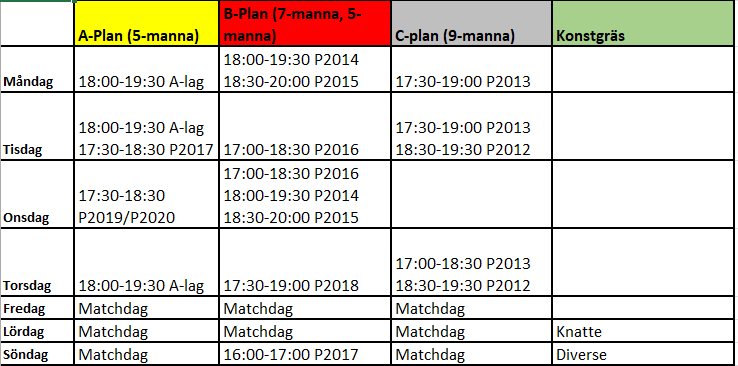 A-Plan (5-manna)
B-Plan (7-manna, 5-
manna)
C-plan (9-manna)
Konstgräs
Måndag
18:00-19:30 A-lag
18:00-19:30 P2014
18:30-20:00 P2015
17:30-19:00 P2013
Tisdag
18:00-19:30 A-lag
17:30-18:30 P2017
17:00-18:30 P2016
17:30-19:00 P2013
18:30-19:30 P2012
Onsdag
17:30-18:30
P2019/P2020
17:00-18:30 P2016
18:00-19:30 P2014
18:30-20:00 P2015
Torsdag
18:00-19:30 A-lag
17:30-19:00 P2018
17:00-18:30 P2013
18:30-19:30 P2012
Fredag
Matchdag
Matchdag
Matchdag
Lördag
Matchdag
Matchdag
Matchdag
Knatte
Söndag
Matchdag
16:00-17:00 P2017
Matchdag
Diverse